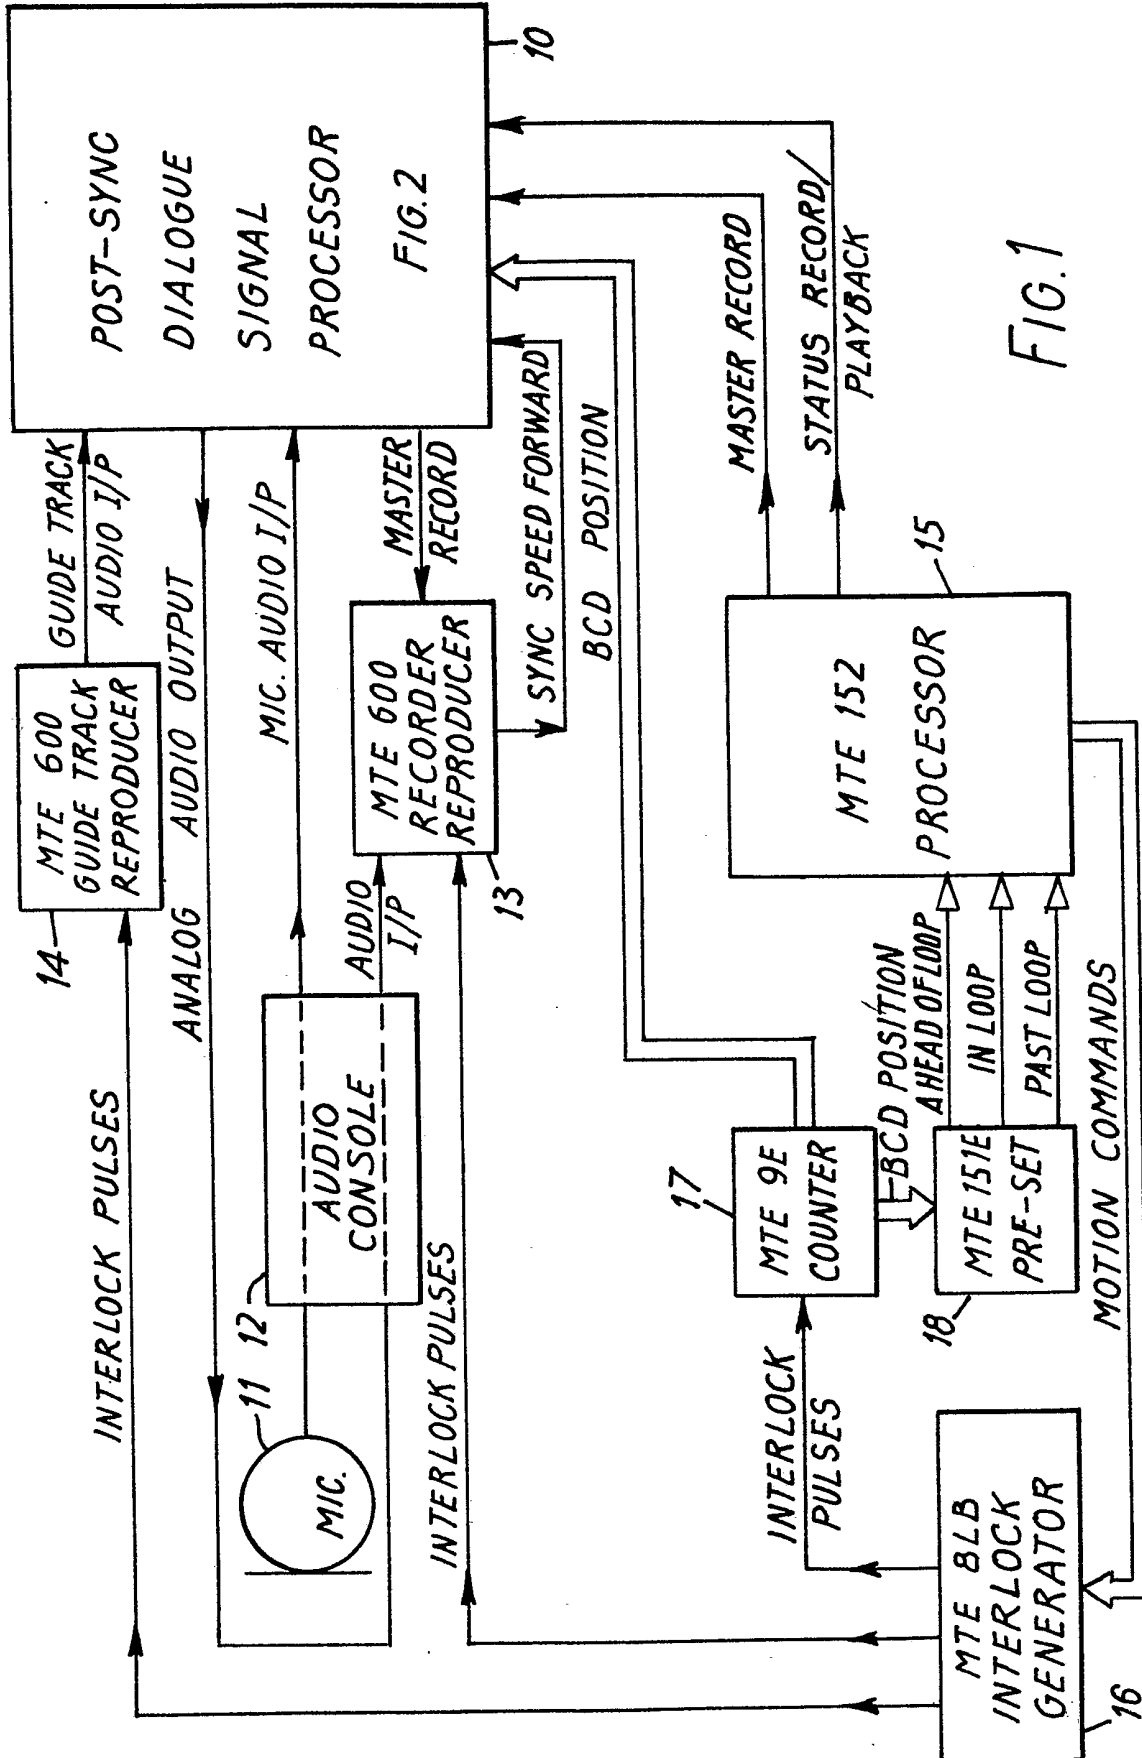 INTERLOCK PULSES
14
MTE 600
GUIDE TRACK
REPRODUCER
GUIDE TRACK
AUDIO I/P
ANALOG AUDIO OUTPUT
POST-SYNC
DIALOGUE
SIGNAL
PROCESSOR
FIG.2
10
11
MIC.
12
AUDIO
CONSOLE
MIC. AUDIO I/P
AUDIO
I/P
MTE 600
RECORDER
REPRODUCER
13
MASTER
RECORD
SYNC SPEED FORWARD
INTERLOCK PULSES
BCD POSITION
17
MTE 9E
COUNTER
INTERLOCK
PULSES
BCD POSITION
MTE 151E
PRE-SET
18
AHEAD OF LOOP
IN LOOP
PAST LOOP
MTE 152
PROCESSOR
15
MASTER RECORD
STATUS RECORD/
PLAYBACK
MTE 8LB
INTERLOCK
GENERATOR
16
MOTION COMMANDS
FIG.1